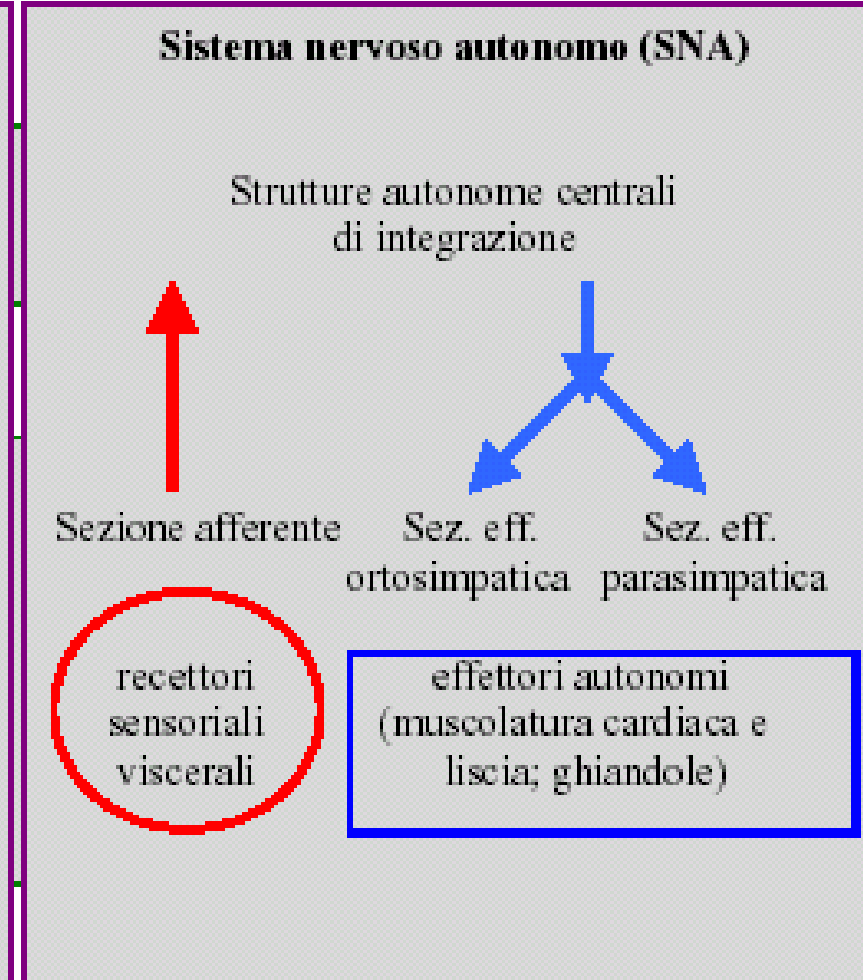 Sistema nervoso autonomo (SNA)
Strutture autonome centrali
di integrazione
Sezione afferente
Sez. eff.
ortosimpatica
Sez. eff.
parasimpatica
recettori
sensoriali
viscerali
effettori autonomi
(muscolatura cardiaca e
liscia; ghiandole)